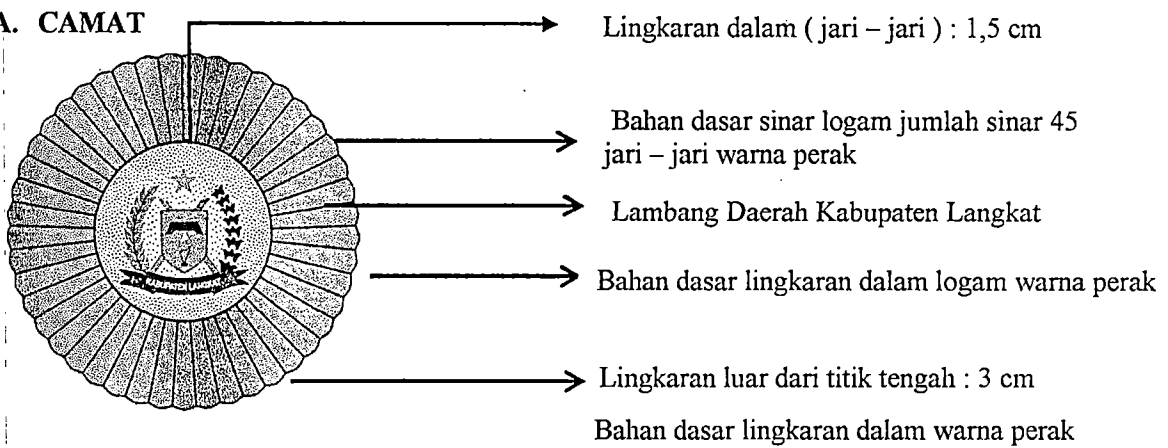 A. CAMAT
Lingkaran dalam ( jari – jari ) : 1,5 cm
Bahan dasar sinar logam jumlah sinar 45
jari – jari warna perak
Lambang Daerah Kabupaten Langkat
KABUPATEN LANGKAT
Bahan dasar lingkaran dalam logam warna perak
Lingkaran luar dari titik tengah : 3 cm
Bahan dasar lingkaran dalam warna perak